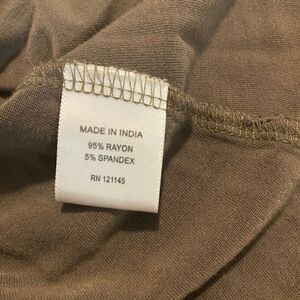 MADE IN INDIA
95% RAYON
5% SPANDEX
RN 121145